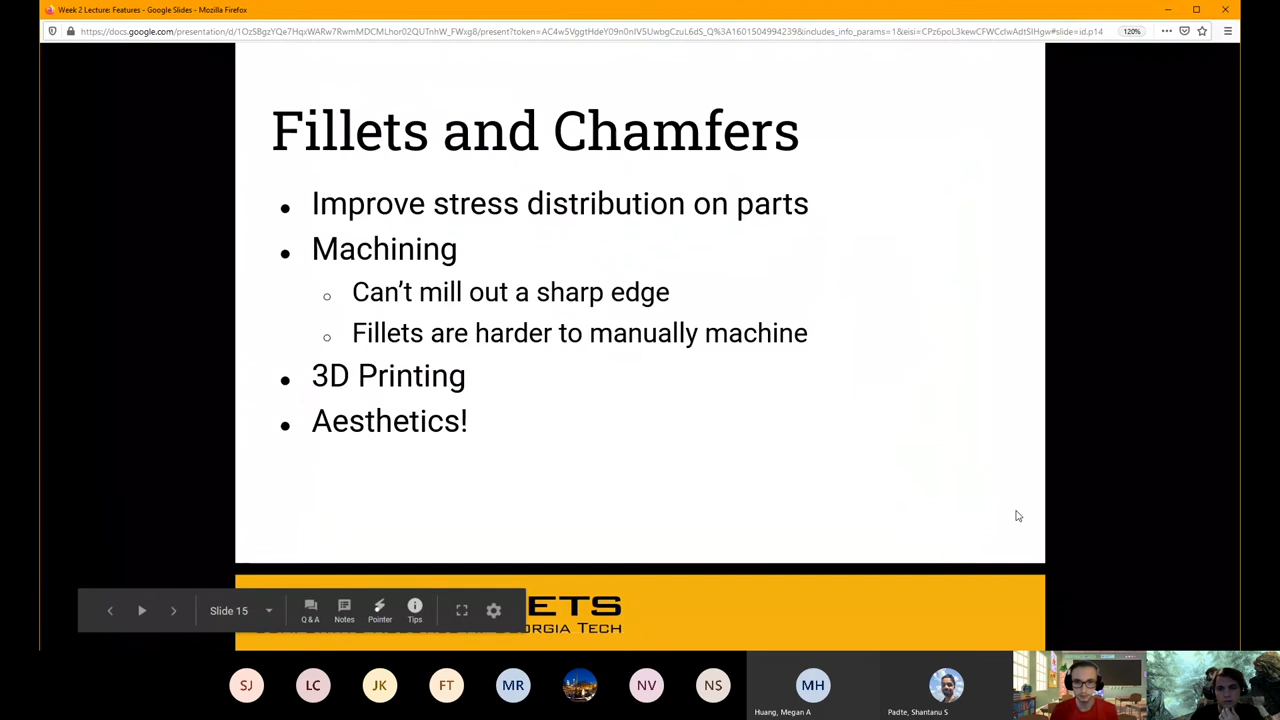 Week 2 Lecture: Features - Google Slides - Mozilla Firefox
120%
Fillets and Chamfers
Improve stress distribution on parts
Machining
Can't mill out a sharp edge
Fillets are harder to manually machine
3D Printing
Aesthetics!
Slide 15
Q & A
Notes
Pointer
Tips
ETS
GEORGIA TECH
SJ
LC
JK
FT
MR
NV
NS
MH
Huang, Megan A
Padte, Shantanu S